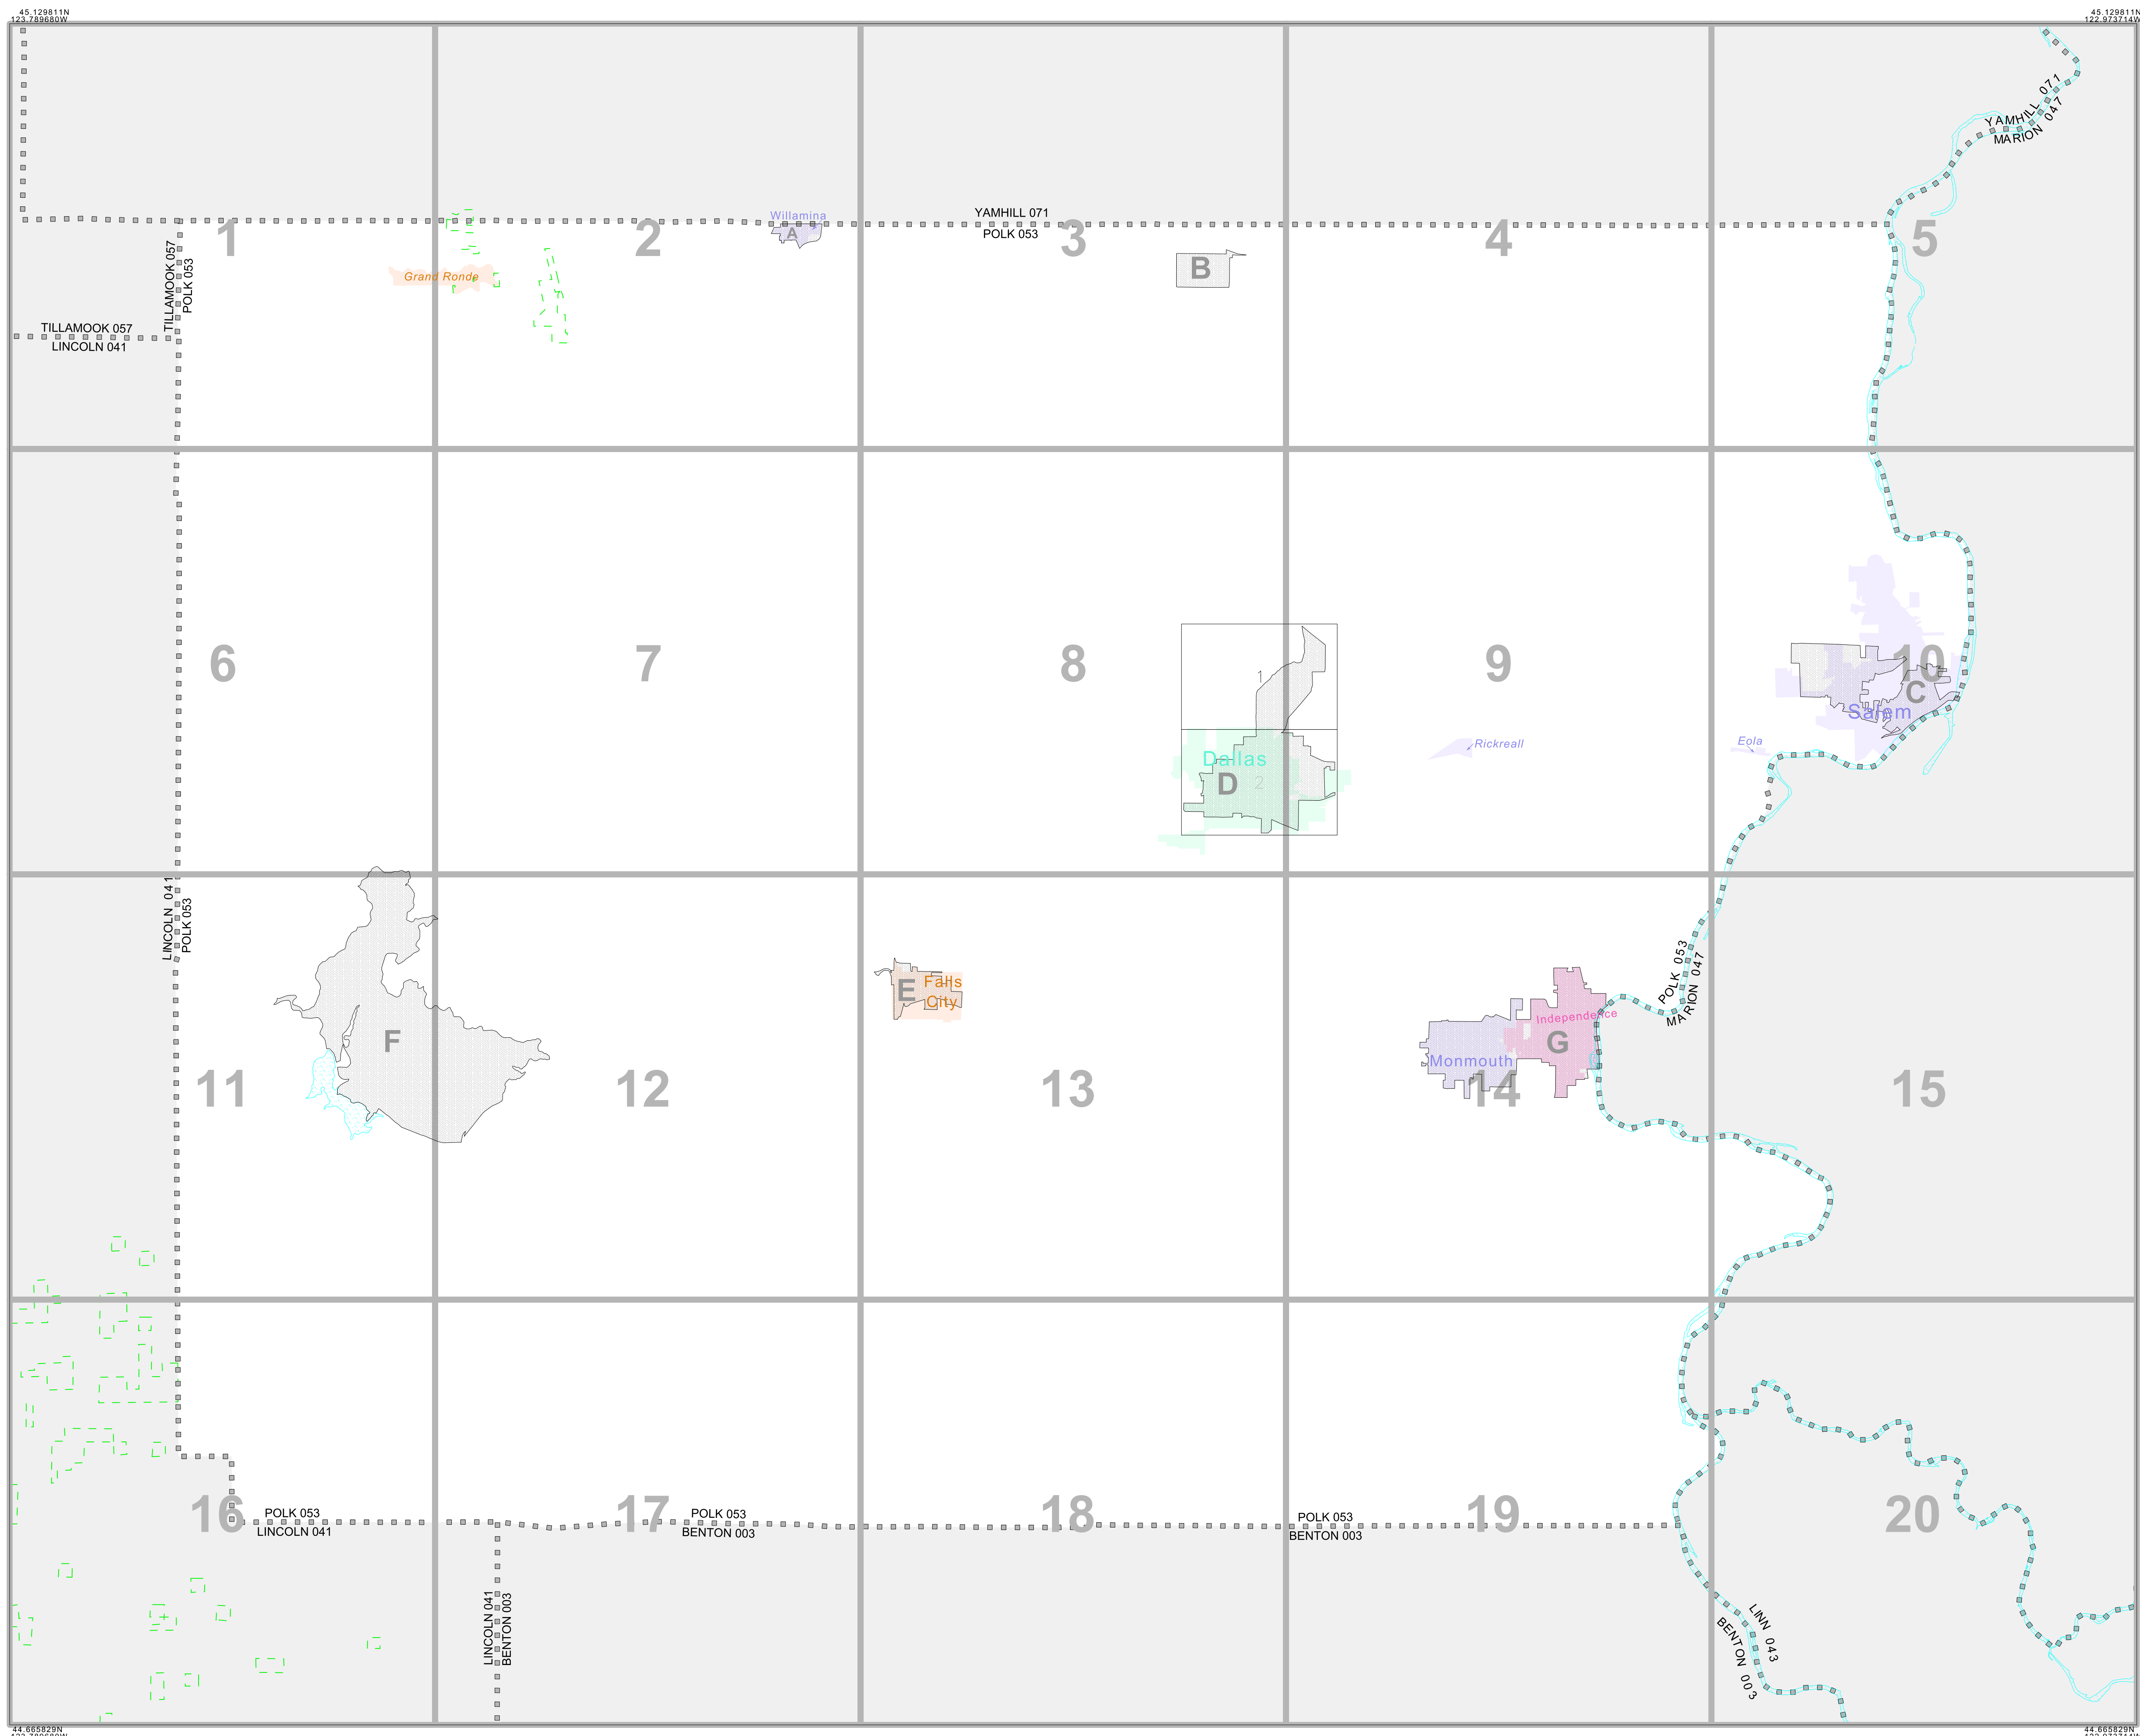 45.129811N
123.789680W
45.129811N
122.973714W
YAMHILL 071
MARION 047
Willamina
A
YAMHILL 071
POLK 053
1
2
3
4
5
TILLAMOOK 057
POLK 053
Grand Ronde
B
TILLAMOOK 057
LINCOLN 041
6
7
8
9
10
1
C
Salem
Rickreall
Eola
Dallas
D
2
LINCOLN 041
POLK 053
E
Falls
City
POLK 053
MARION 047
F
Independence
G
Monmouth
11
12
13
14
15
16
17
18
19
20
POLK 053
LINCOLN 041
POLK 053
BENTON 003
POLK 053
BENTON 003
LINCOLN 041
BENTON 003
LINN 043
BENTON 003
44.665829N
44.665829N